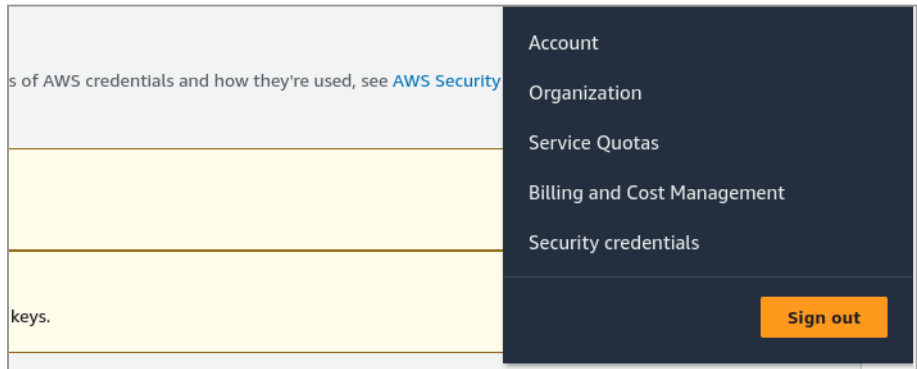 s of AWS credentials and how they're used, see AWS Security
keys.
Account
Organization
Service Quotas
Billing and Cost Management
Security credentials
Sign out